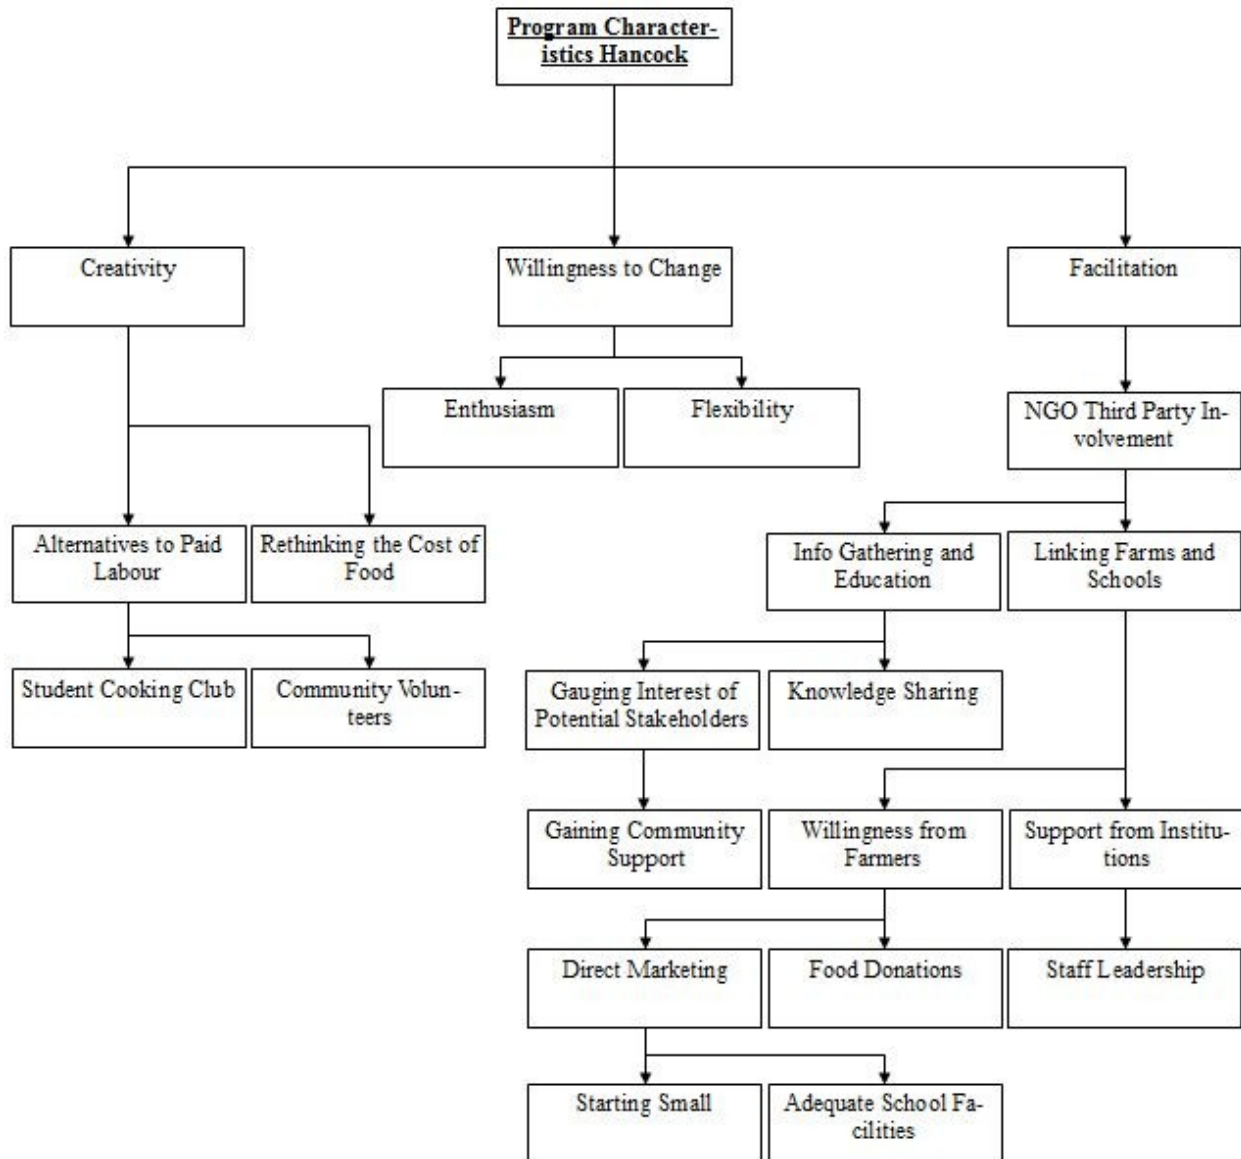 Program Character-
istics Hancock
Creativity
Willingness to Change
Facilitation
Enthusiasm
Flexibility
NGO Third Party In-
volvement
Alternatives to Paid
Labour
Rethinking the Cost of
Food
Info Gathering and
Education
Linking Farms and
Schools
Student Cooking Club
Community Volun-
teers
Gauging Interest of
Potential Stakeholders
Knowledge Sharing
Gaining Community
Support
Willingness from
Farmers
Support from Institu-
tions
Direct Marketing
Food Donations
Staff Leadership
Starting Small
Adequate School Fa-
cilities